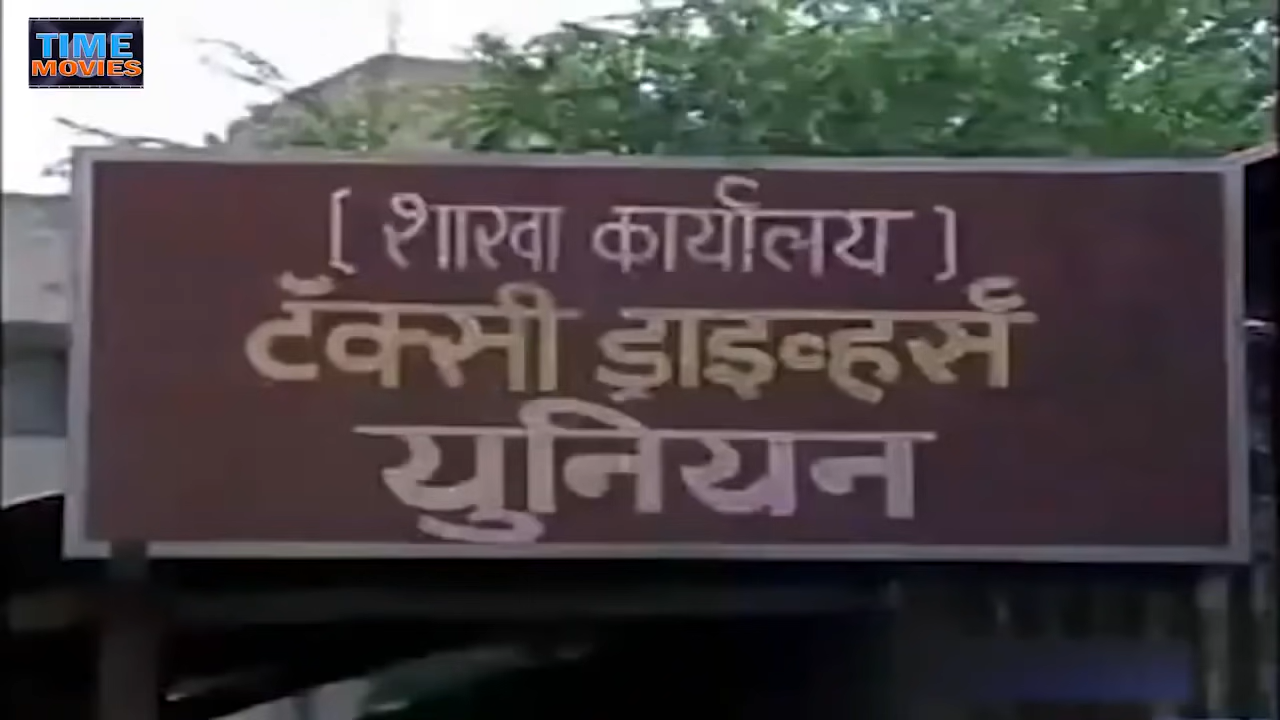 TIME
MOVIES
[ शाखा कार्यालय ]
टॅक्सी ड्राइव्हर्स
युनियन